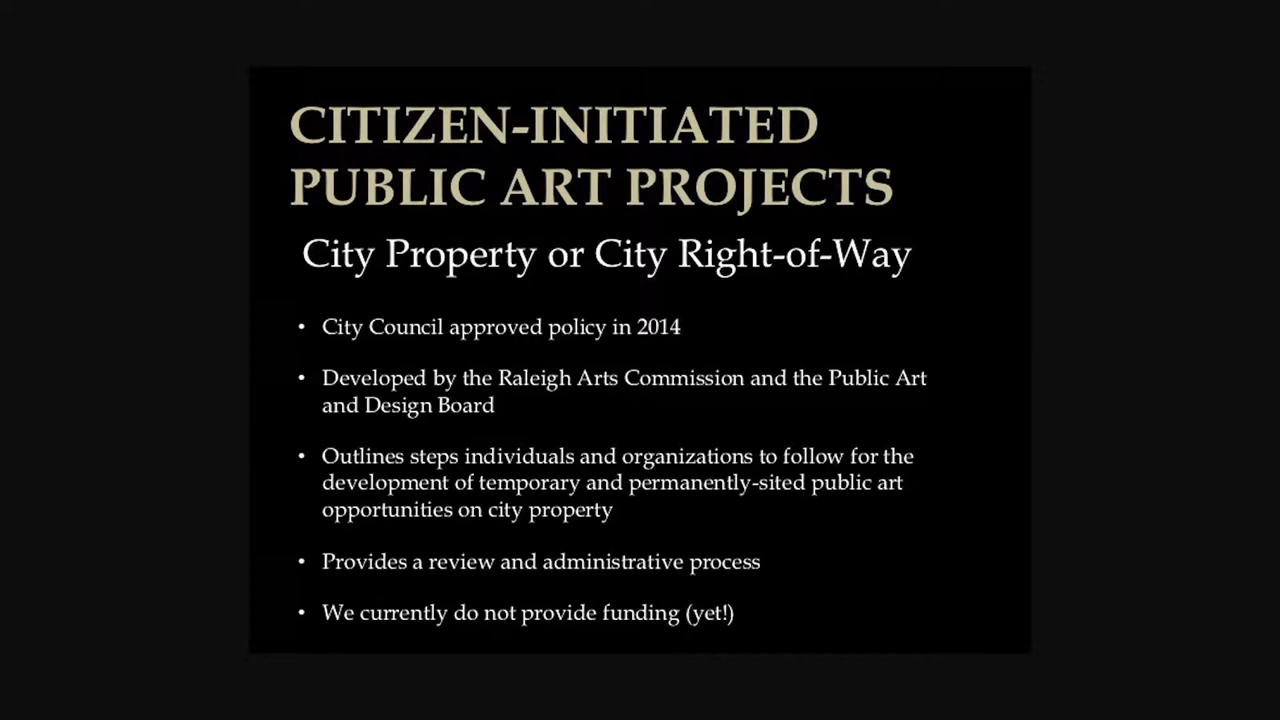 CITIZEN-INITIATED
PUBLIC ART PROJECTS
City Property or City Right-of-Way
• City Council approved policy in 2014
• Developed by the Raleigh Arts Commission and the Public Art
and Design Board
• Outlines steps individuals and organizations to follow for the
development of temporary and permanently-sited public art
opportunities on city property
• Provides a review and administrative process
• We currently do not provide funding (yet!)